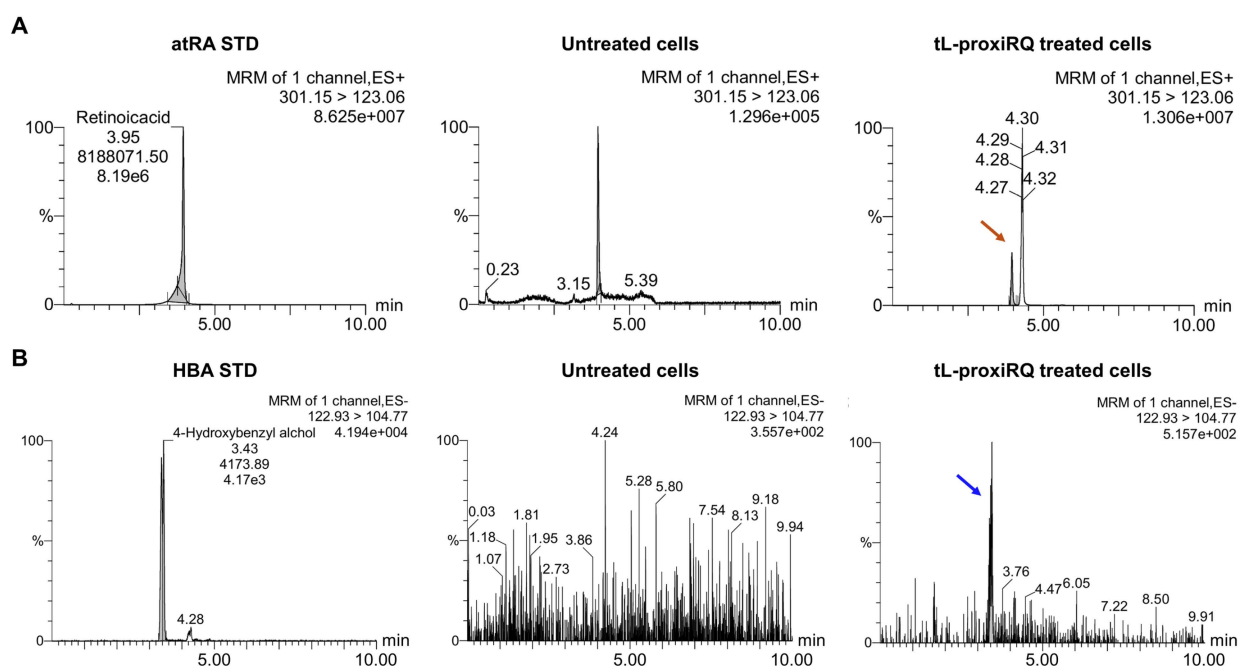 A
atRA STD
MRM of 1 channel,ES+
301.15 > 123.06
8.625e+007
Retinoicacid
3.95
8188071.50
8.19e6
100
%
0
5.00
10.00
min
Untreated cells
MRM of 1 channel,ES+
301.15 > 123.06
1.296e+005
100
%
0
0.23
3.15
5.39
5.00
10.00
min
tL-proxiRQ treated cells
MRM of 1 channel,ES+
301.15 > 123.06
1.306e+007
100
%
0
4.30
4.29
4.31
4.28
4.27
4.32
5.00
10.00
min
B
HBA STD
MRM of 1 channel,ES-
122.93 > 104.77
4.194e+004
4-Hydroxybenzyl alchol
3.43
4173.89
4.17e3
100
%
0
4.28
5.00
10.00
min
Untreated cells
MRM of 1 channel,ES-
122.93 > 104.77
3.557e+002
100
%
0
4.24
0.03
1.18
1.07
1.81
1.95
2.73
3.86
5.28
5.80
7.54
8.13
9.18
9.94
5.00
10.00
min
tL-proxiRQ treated cells
MRM of 1 channel,ES-
122.93 > 104.77
5.157e+002
100
%
0
3.76
4.47
6.05
7.22
8.50
9.91
5.00
10.00
min